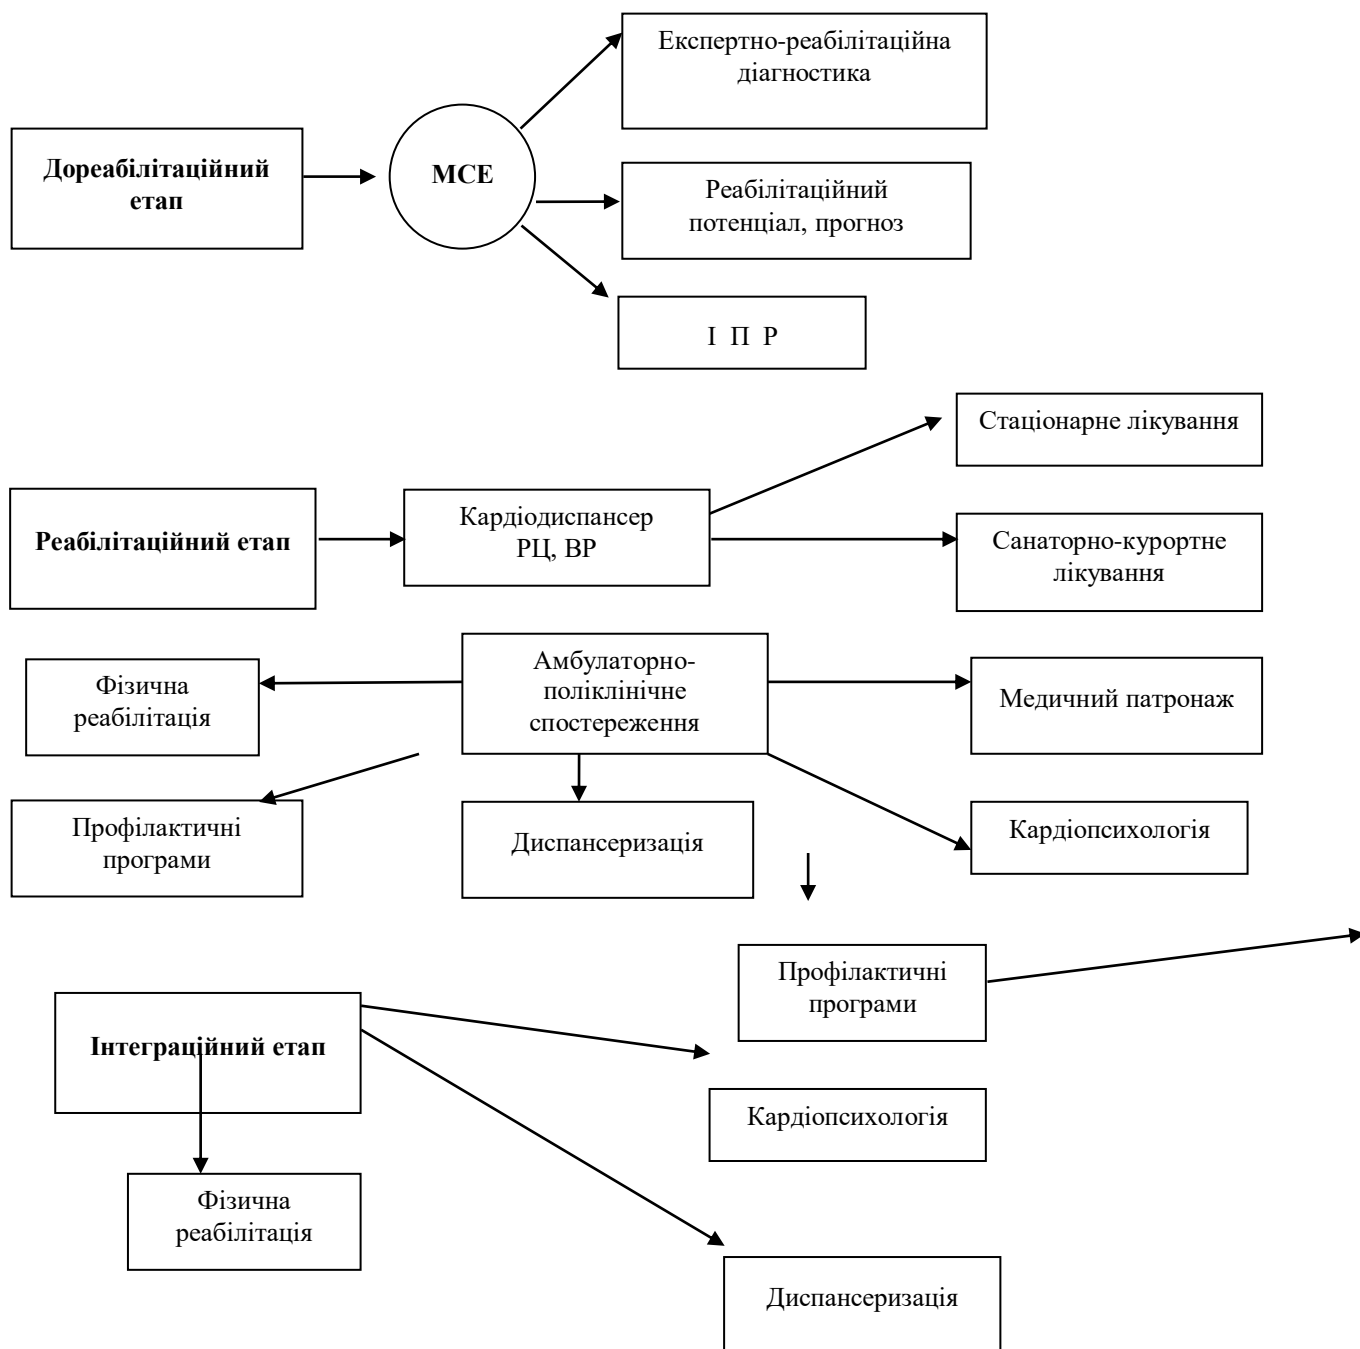 Експертно-реабілітаційна
діагностика
Дореабілітаційний
етап
МСЕ
Реабілітаційний
потенціал, прогноз
І П Р
Стаціонарне лікування
Реабілітаційний етап
Кардіодиспансер
РЦ, ВР
Санаторно-курортне
лікування
Фізична
реабілітація
Амбулаторно-
поліклінічне
спостереження
Медичний патронаж
Профілактичні
програми
Диспансеризація
Кардіопсихологія
Профілактичні
програми
Інтеграційний етап
Кардіопсихологія
Фізична
реабілітація
Диспансеризація